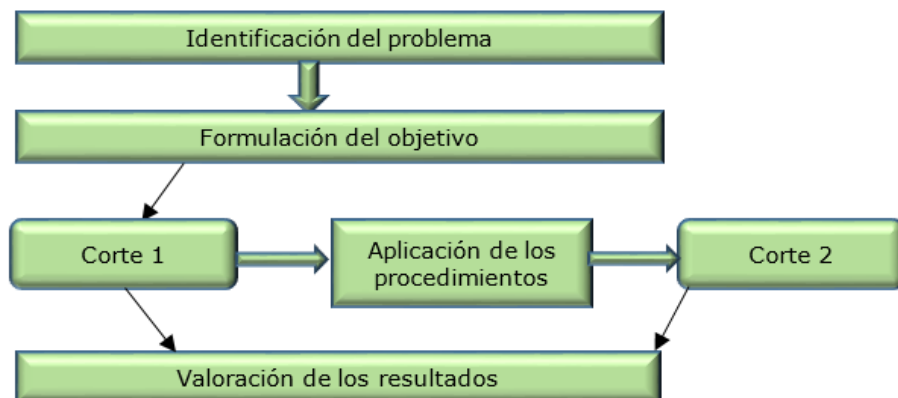 Identificación del problema
Formulación del objetivo
Corte 1
Aplicación de los
procedimientos
Corte 2
Valoración de los resultados